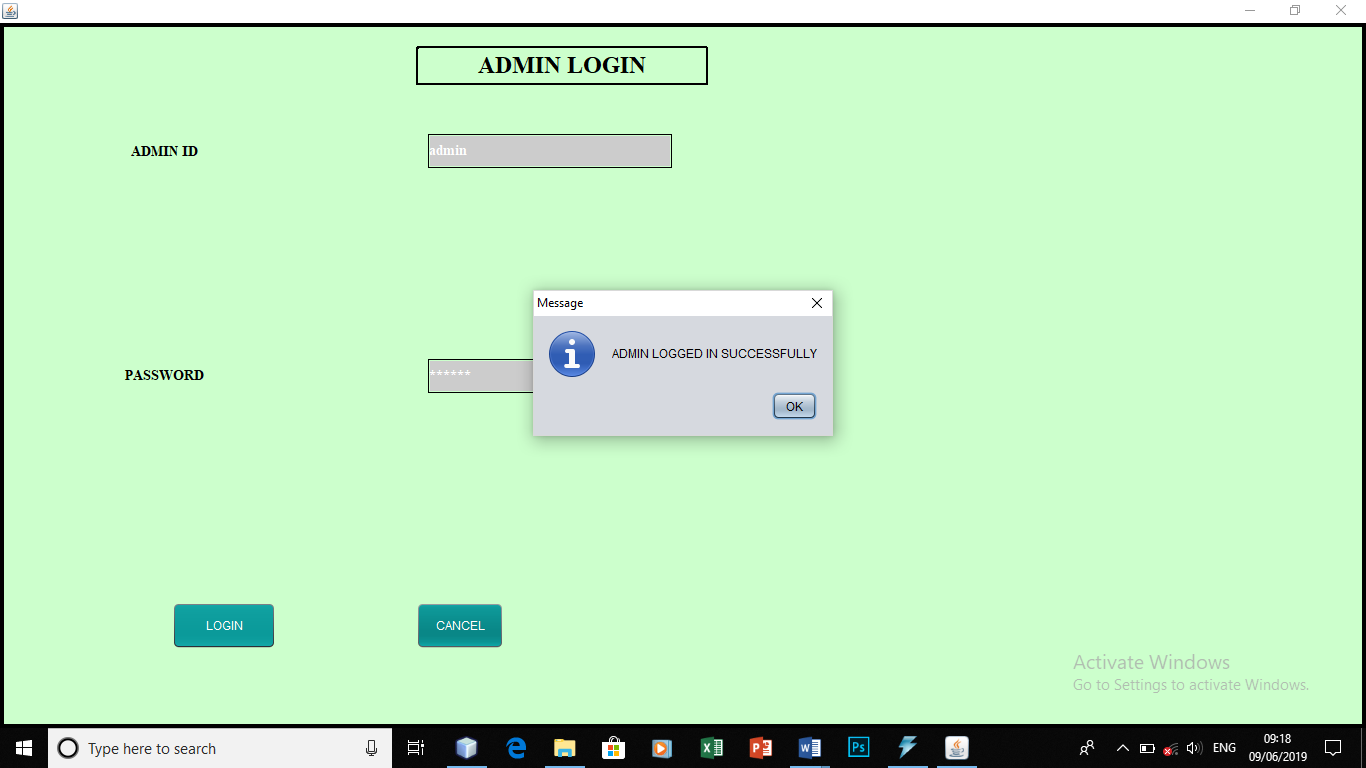 ADMIN LOGIN
ADMIN ID
admin
Message
ADMIN LOGGED IN SUCCESSFULLY
PASSWORD
******
OK
LOGIN
CANCEL
Activate Windows
Go to Settings to activate Windows.
Type here to search
ENG
09:18
09/06/2019